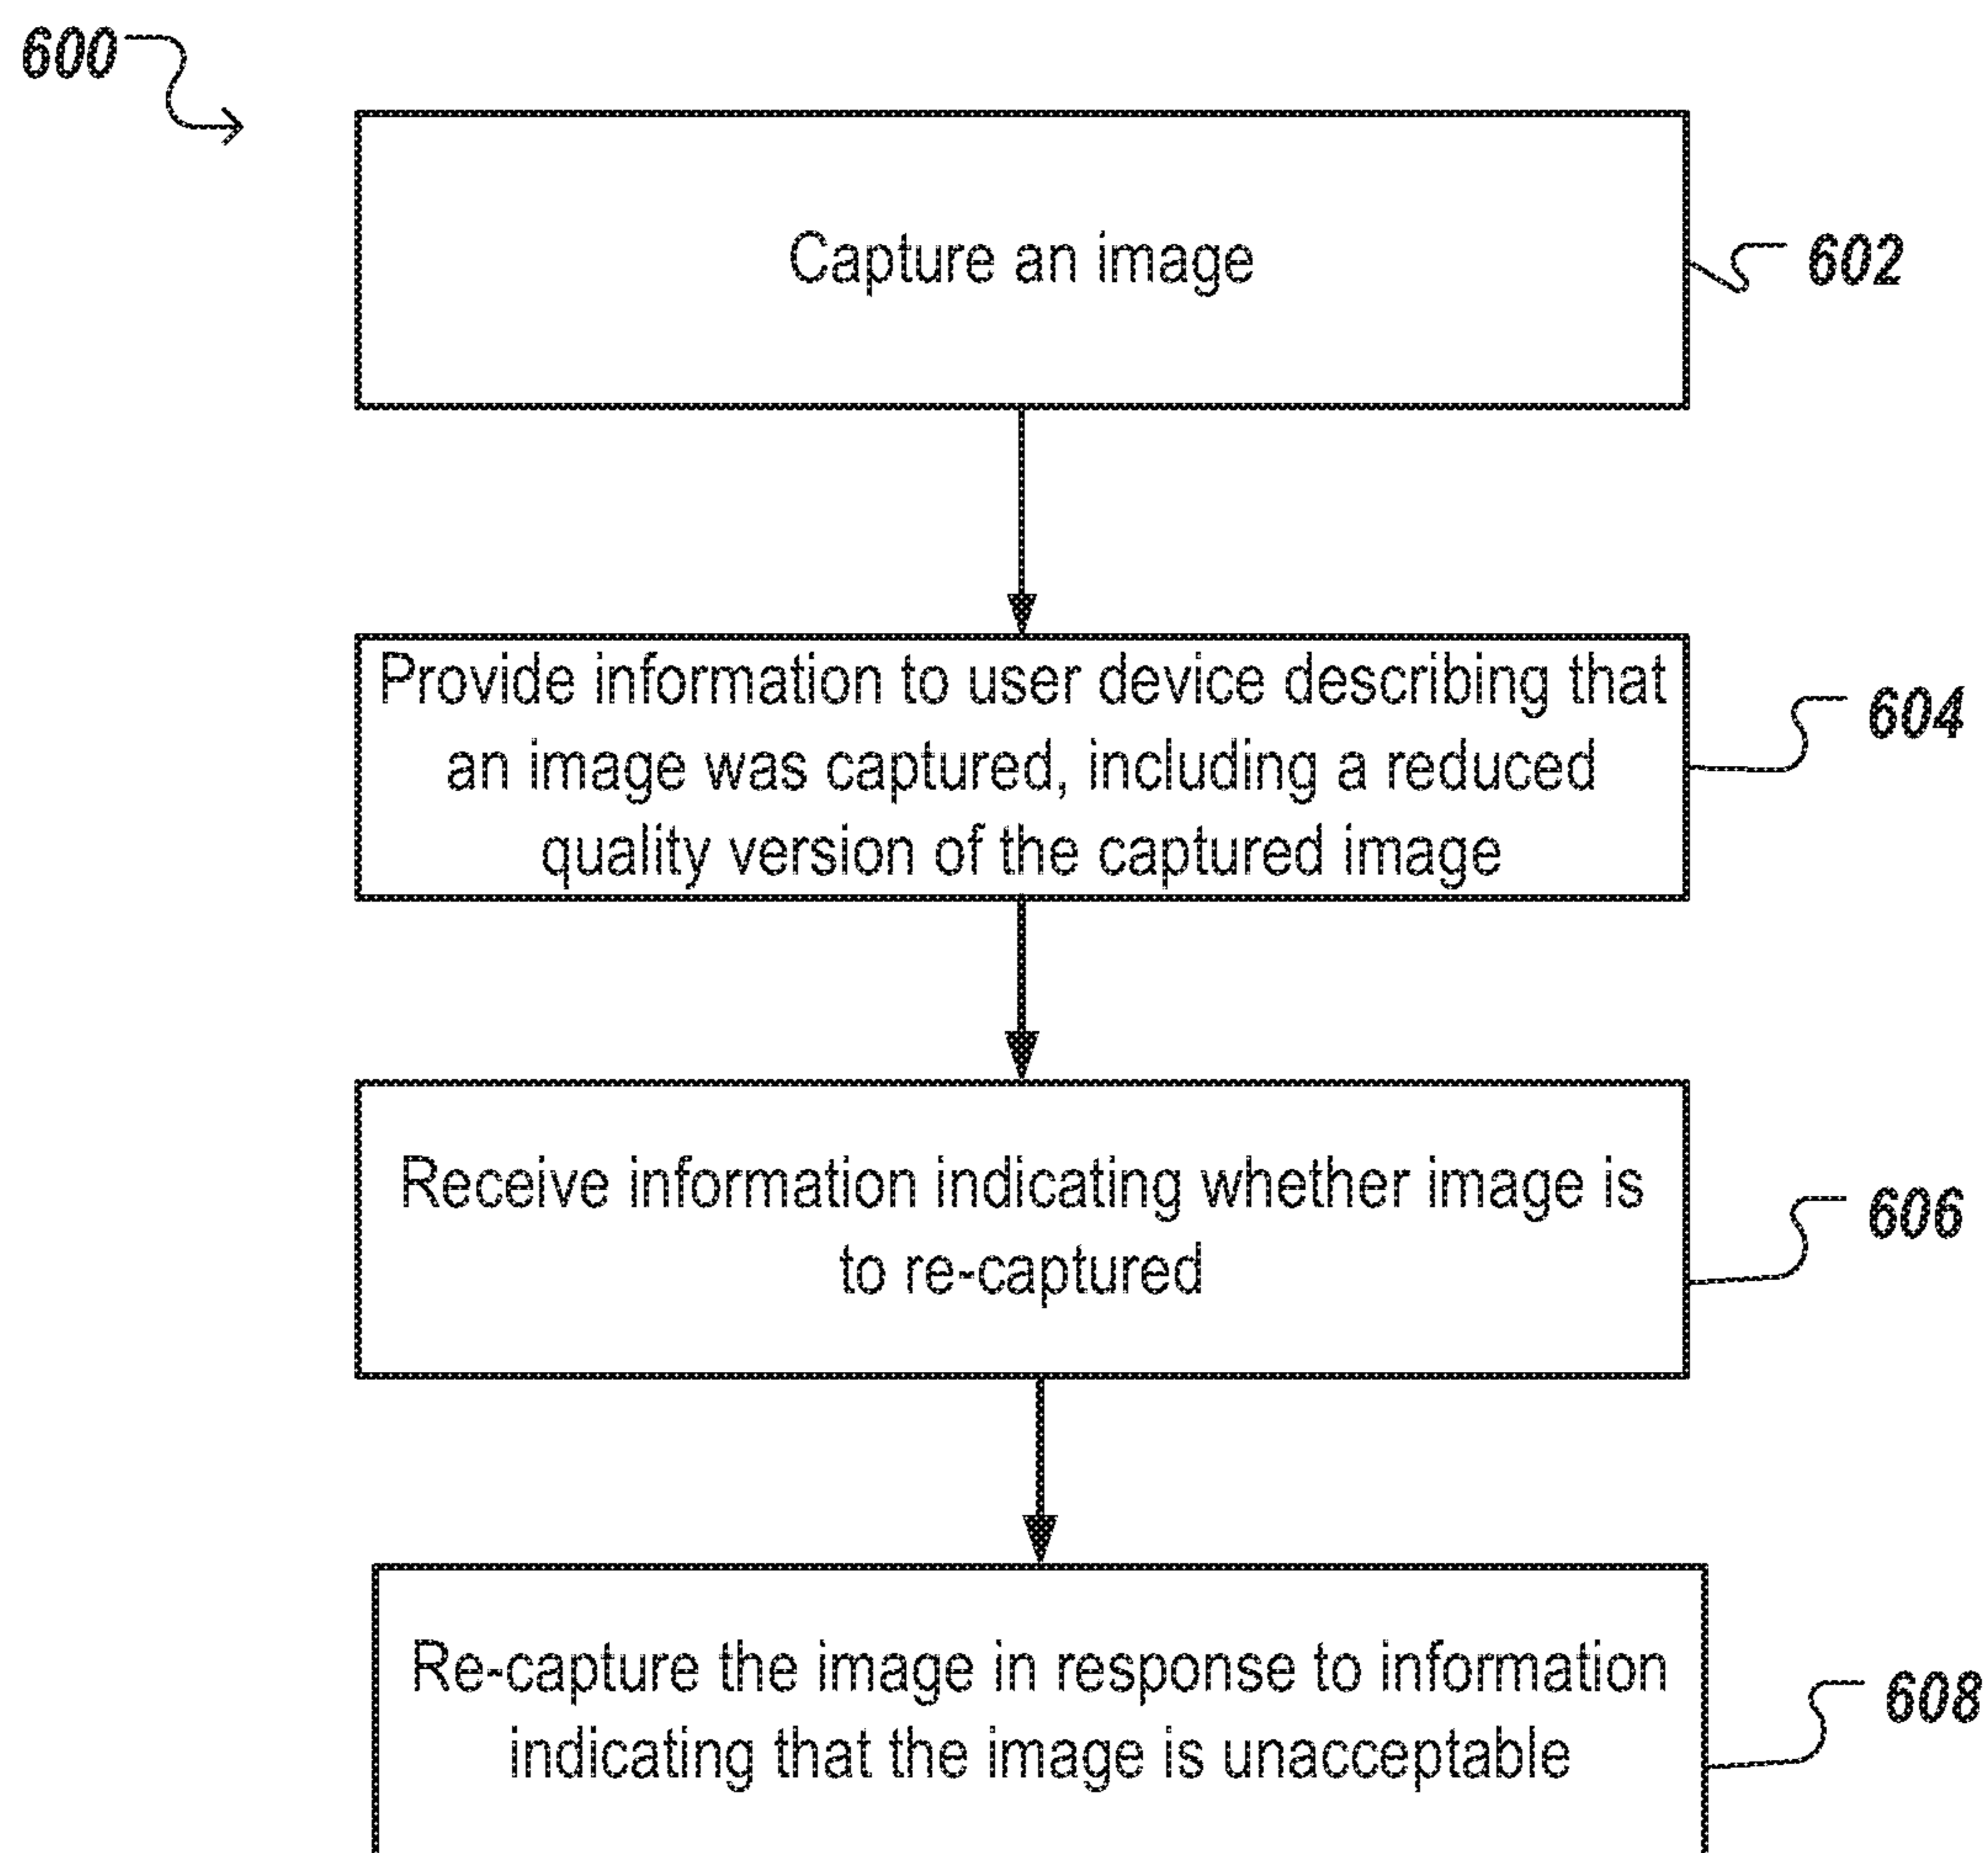 600
Capture an image
602
Provide information to user device describing that
an image was captured, including a reduced
quality version of the captured image
604
Receive information indicating whether image is
to re-captured
606
Re-capture the image in response to information
indicating that the image is unacceptable
608